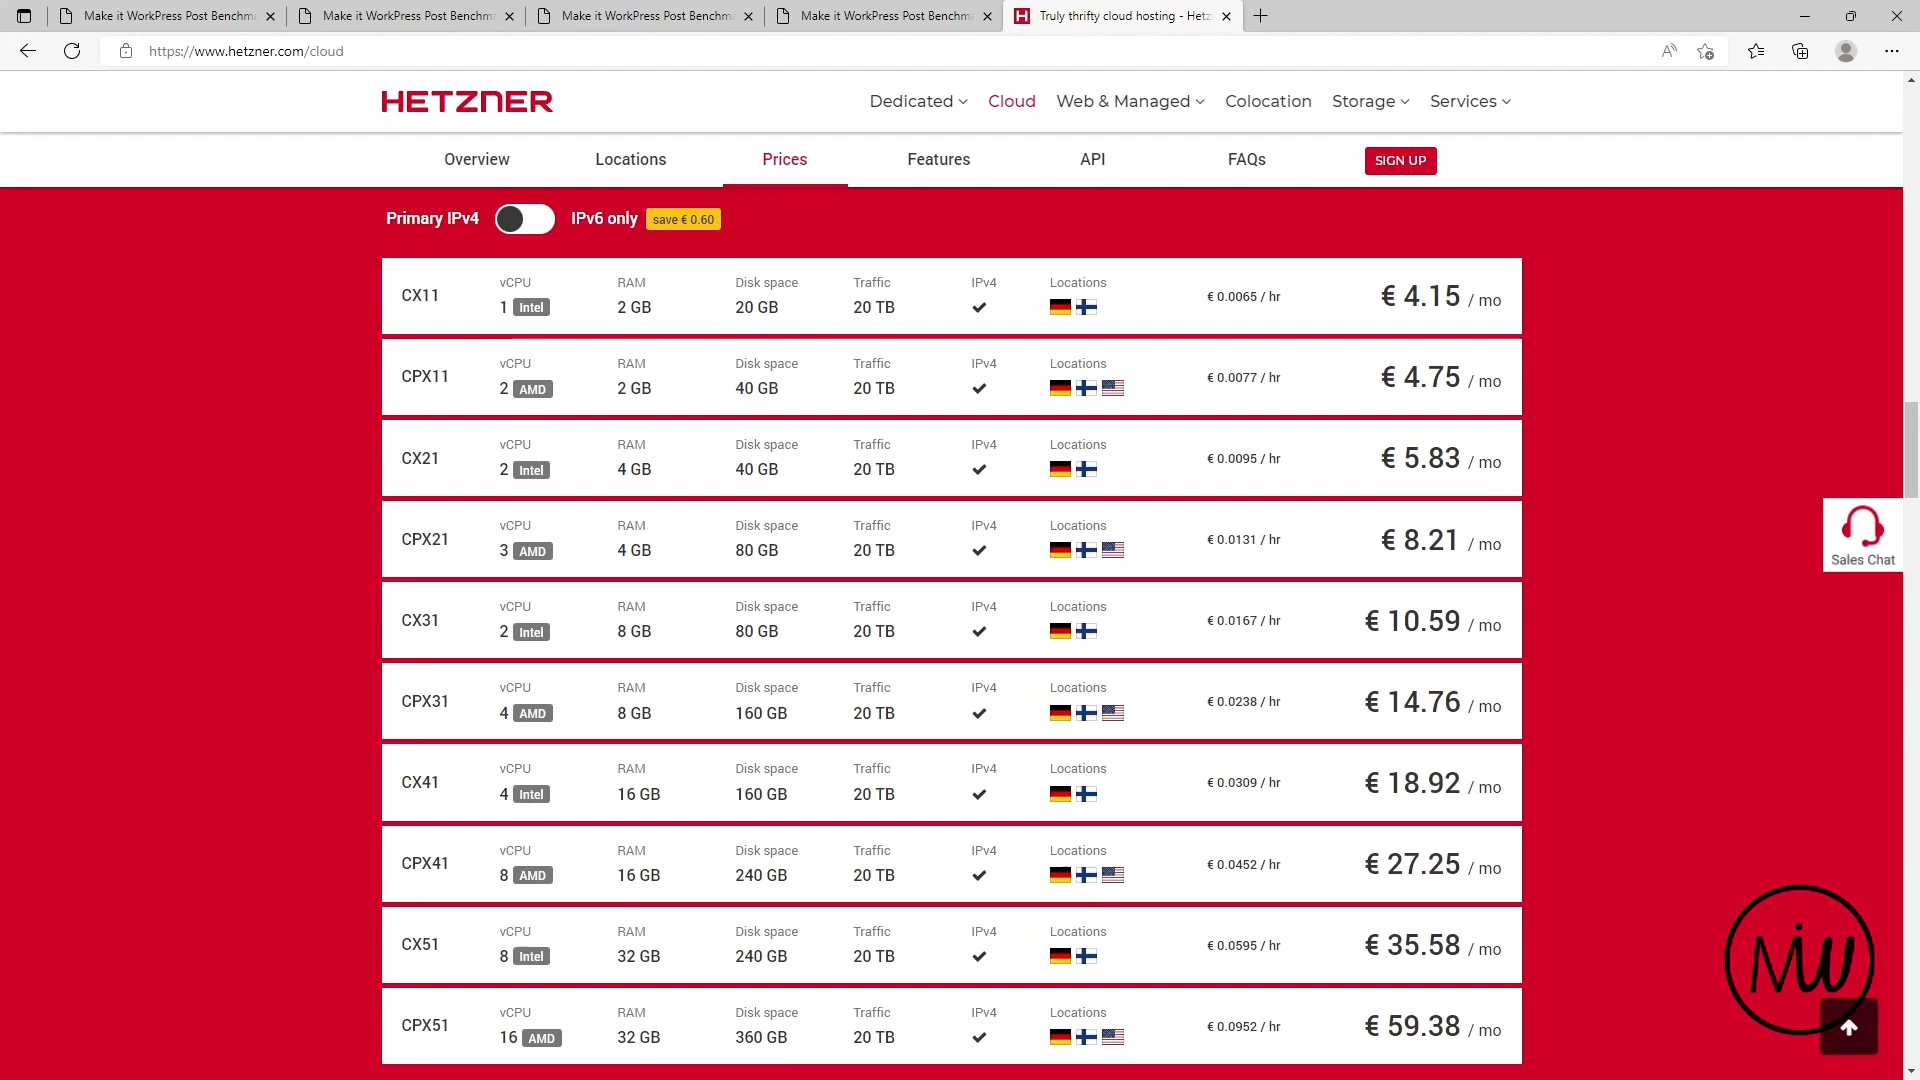 Make it WorkPress Post Benchma
Make it WorkPress Post Benchma
Make it WorkPress Post Benchma
Make it WorkPress Post Benchma
Truly thrifty cloud hosting - Hetz
https://www.hetzner.com/cloud
HETZNER
Dedicated Cloud Web & Managed Colocation Storage Services
Overview Locations Prices Features API FAQs SIGN UP
Primary IPv4 IPv6 only save € 0.60
vCPU RAM Disk space Traffic IPv4 Locations
CX11 1 Intel 2 GB 20 GB 20 TB € 0.0065 / hr € 4.15 / mo
vCPU RAM Disk space Traffic IPv4 Locations
CPX11 2 AMD 2 GB 40 GB 20 TB € 0.0077 / hr € 4.75 / mo
vCPU RAM Disk space Traffic IPv4 Locations
CX21 2 Intel 4 GB 40 GB 20 TB € 0.0095 / hr € 5.83 / mo
vCPU RAM Disk space Traffic IPv4 Locations
CPX21 3 AMD 4 GB 80 GB 20 TB € 0.0131 / hr € 8.21 / mo
Sales Chat
vCPU RAM Disk space Traffic IPv4 Locations
CX31 2 Intel 8 GB 80 GB 20 TB € 0.0167 / hr € 10.59 / mo
vCPU RAM Disk space Traffic IPv4 Locations
CPX31 4 AMD 8 GB 160 GB 20 TB € 0.0238 / hr € 14.76 / mo
vCPU RAM Disk space Traffic IPv4 Locations
CX41 4 Intel 16 GB 160 GB 20 TB € 0.0309 / hr € 18.92 / mo
vCPU RAM Disk space Traffic IPv4 Locations
CPX41 8 AMD 16 GB 240 GB 20 TB € 0.0452 / hr € 27.25 / mo
vCPU RAM Disk space Traffic IPv4 Locations
CX51 8 Intel 32 GB 240 GB 20 TB € 0.0595 / hr € 35.58 / mo
MiW
vCPU RAM Disk space Traffic IPv4 Locations
CPX51 16 AMD 32 GB 360 GB 20 TB € 0.0952 / hr € 59.38 / mo